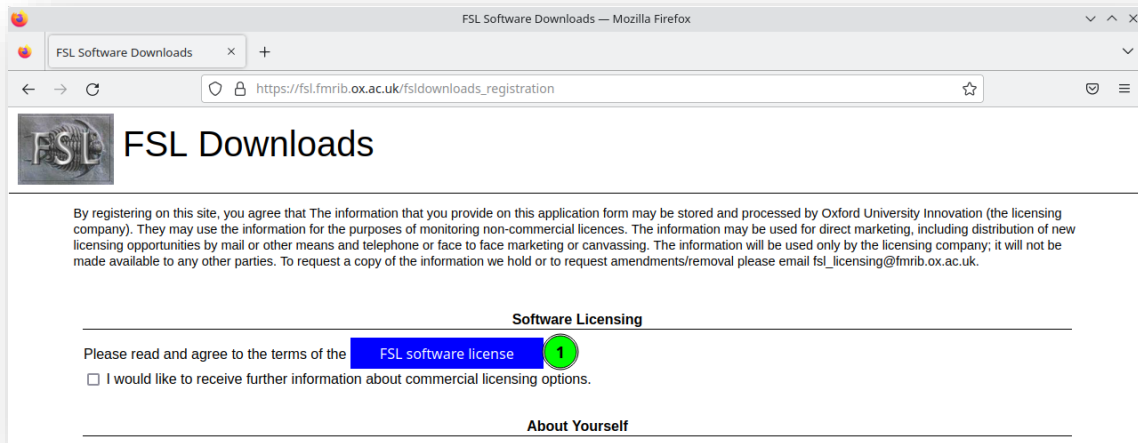 FSL Software Downloads — Mozilla Firefox
FSL Software Downloads
https://fsl.fmrib.ox.ac.uk/fsldownloads_registration
FSL
FSL Downloads
By registering on this site, you agree that The information that you provide on this application form may be stored and processed by Oxford University Innovation (the licensing
company). They may use the information for the purposes of monitoring non-commercial licences. The information may be used for direct marketing, including distribution of new
licensing opportunities by mail or other means and telephone or face to face marketing or canvassing. The information will be used only by the licensing company; it will not be
made available to any other parties. To request a copy of the information we hold or to request amendments/removal please email fsl_licensing@fmrib.ox.ac.uk.
Software Licensing
Please read and agree to the terms of the FSL software license 1
I would like to receive further information about commercial licensing options.
About Yourself